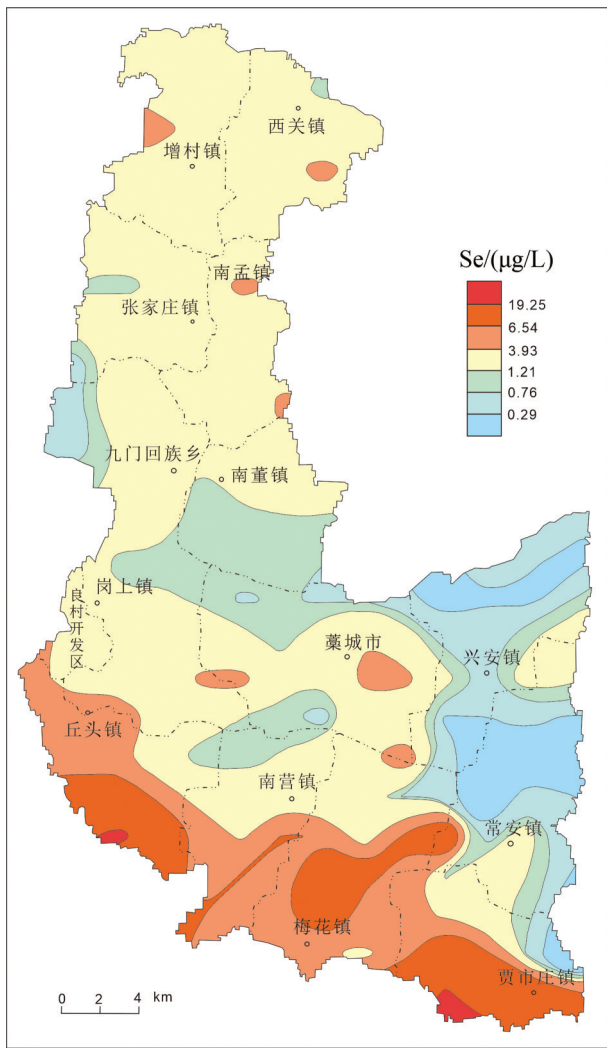 西关镇
增村镇
南孟镇
Se/(μg/L)
19.25
6.54
3.93
1.21
0.76
0.29
张家庄镇
九门回族乡
南董镇
岗上镇
良村开发区
藁城市
兴安镇
丘头镇
南营镇
常安镇
梅花镇
贾市庄镇
0 2 4 km